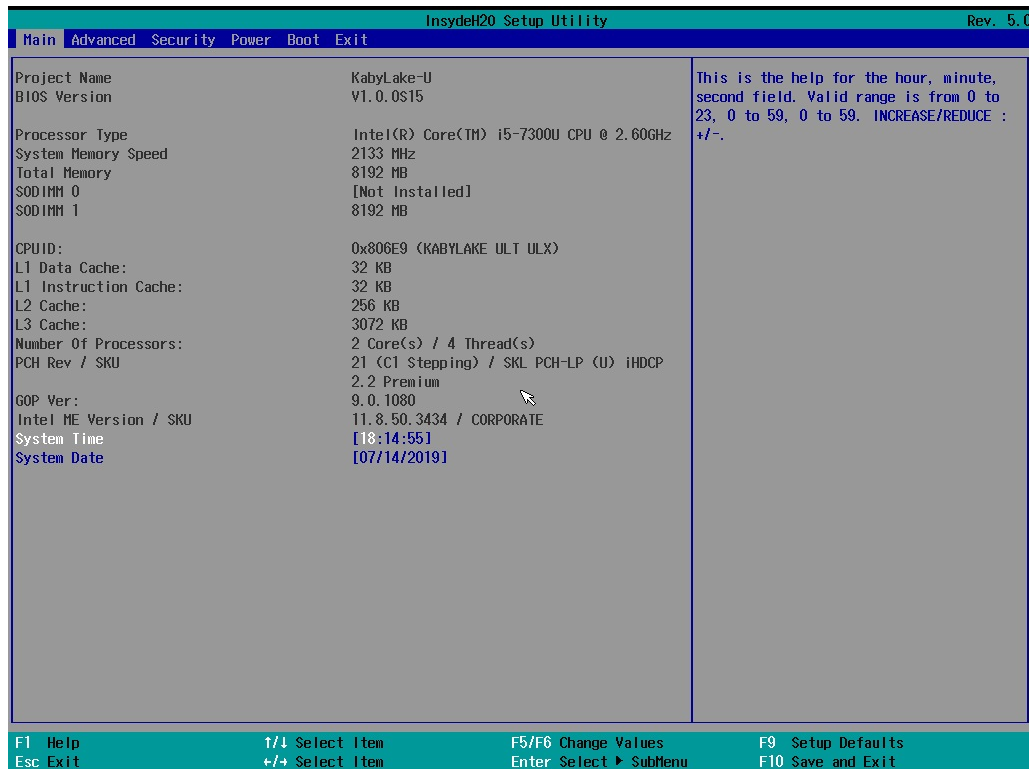 InsydeH20 Setup Utility Rev. 5.0
Main Advanced Security Power Boot Exit
Project Name KabyLake-U
BIOS Version V1.0.0S15
Processor Type Intel(R) Core(TM) i5-7300U CPU @ 2.60GHz
System Memory Speed 2133 MHz
Total Memory 8192 MB
SODIMM 0 [Not Installed]
SODIMM 1 8192 MB
CPUID: 0x806E9 (KABYLAKE ULT ULX)
L1 Data Cache: 32 KB
L1 Instruction Cache: 32 KB
L2 Cache: 256 KB
L3 Cache: 3072 KB
Number Of Processors: 2 Core(s) / 4 Thread(s)
PCH Rev / SKU 21 (C1 Stepping) / SKL PCH-LP (U) iHDCP
2.2 Premium
GOP Ver: 9.0.1080
Intel ME Version / SKU 11.8.50.3434 / CORPORATE
System Time [18:14:55]
System Date [07/14/2019]
This is the help for the hour, minute,
second field. Valid range is from 0 to
23, 0 to 59, 0 to 59. INCREASE/REDUCE :
+/-.
F1 Help ↑/↓ Select Item F5/F6 Change Values F9 Setup Defaults
Esc Exit ←/→ Select Item Enter Select ▶ SubMenu F10 Save and Exit